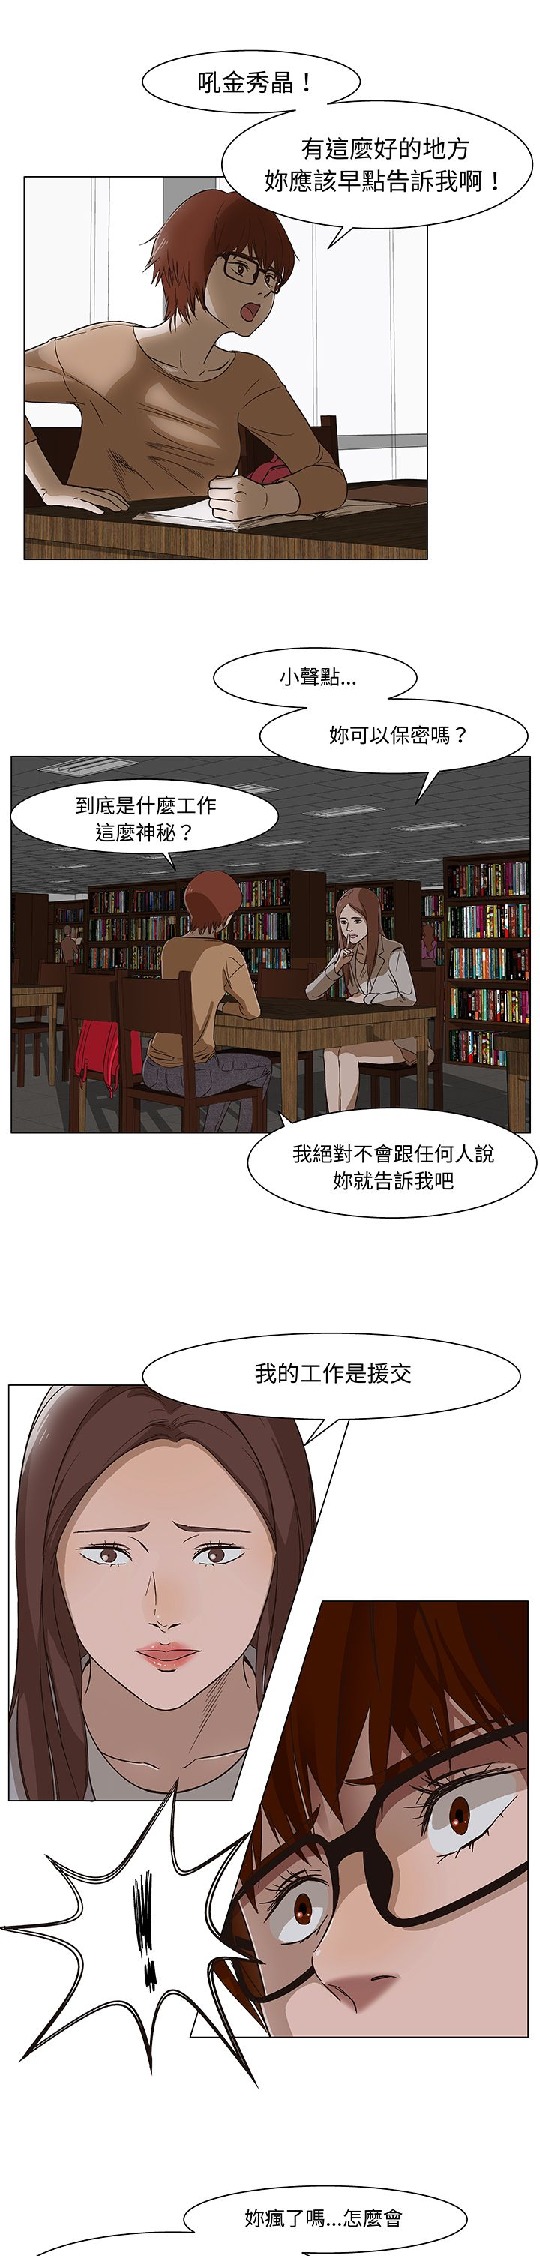 吼金秀晶！
有這麼好的地方
妳應該早點告訴我啊！
小聲點...
妳可以保密嗎？
到底是什麼工作
這麼神秘？
我絕對不會跟任何人說
妳就告訴我吧
我的工作是援交
!!
妳瘋了嗎...怎麼會